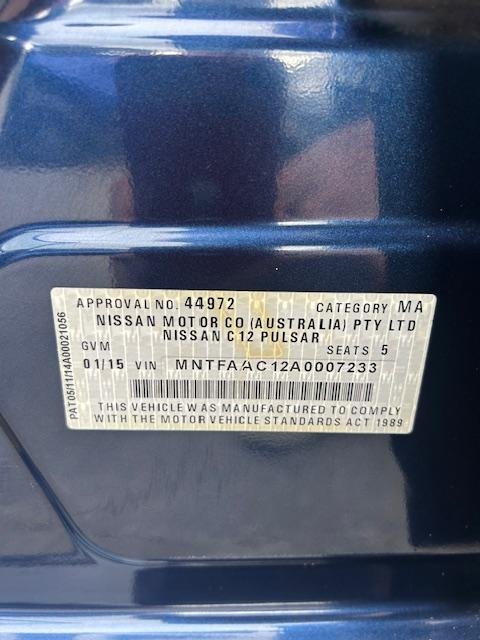 APPROVAL NO. 44972 CATEGORY MA
NISSAN MOTOR CO (AUSTRALIA) PTY LTD
NISSAN C12 PULSAR
GVM SEATS 5
01/15 VIN MNTFAAC12A0007233
THIS VEHICLE WAS MANUFACTURED TO COMPLY
WITH THE MOTOR VEHICLE STANDARDS ACT 1989
PAT05/11/14A00021056